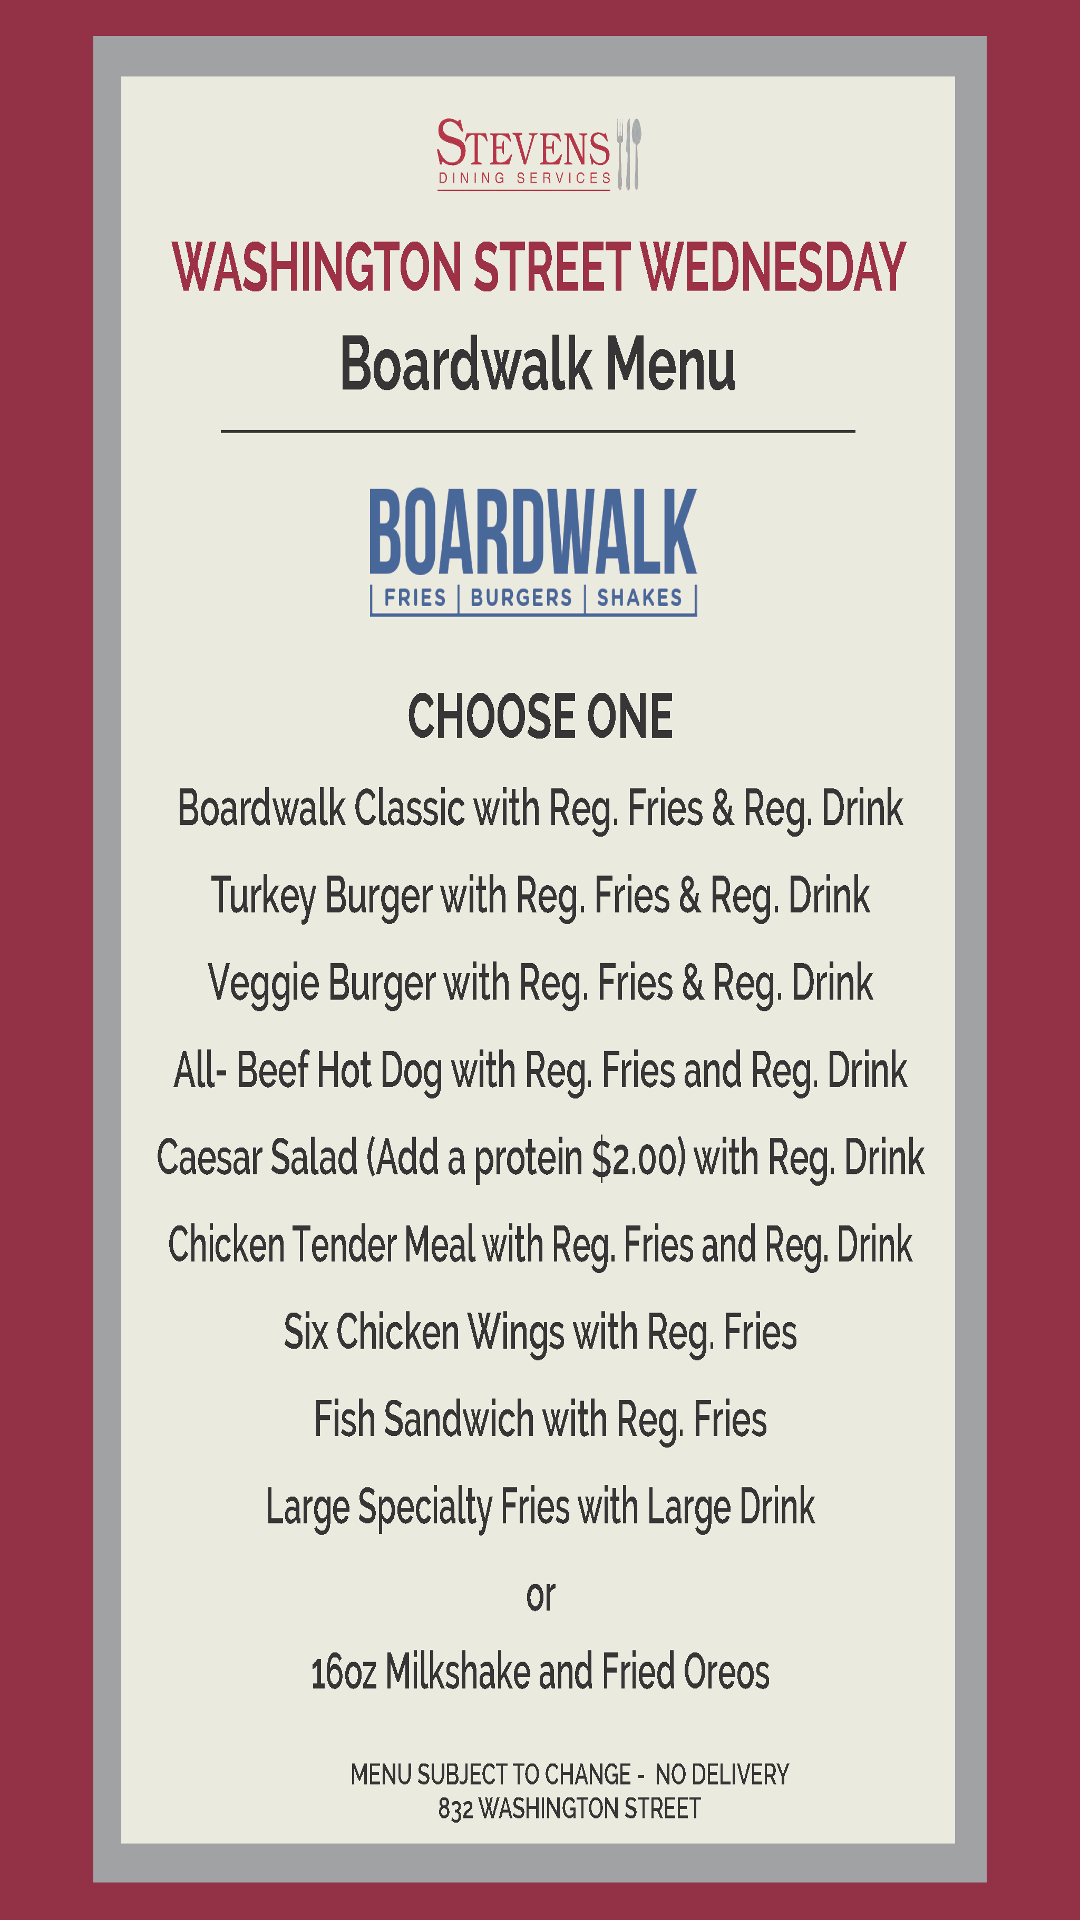 STEVENS
DINING SERVICES
WASHINGTON STREET WEDNESDAY
Boardwalk Menu
BOARDWALK
FRIES | BURGERS | SHAKES
CHOOSE ONE
Boardwalk Classic with Reg. Fries & Reg. Drink
Turkey Burger with Reg. Fries & Reg. Drink
Veggie Burger with Reg. Fries & Reg. Drink
All- Beef Hot Dog with Reg. Fries and Reg. Drink
Caesar Salad (Add a protein $2.00) with Reg. Drink
Chicken Tender Meal with Reg. Fries and Reg. Drink
Six Chicken Wings with Reg. Fries
Fish Sandwich with Reg. Fries
Large Specialty Fries with Large Drink
or
16oz Milkshake and Fried Oreos
MENU SUBJECT TO CHANGE - NO DELIVERY
832 WASHINGTON STREET